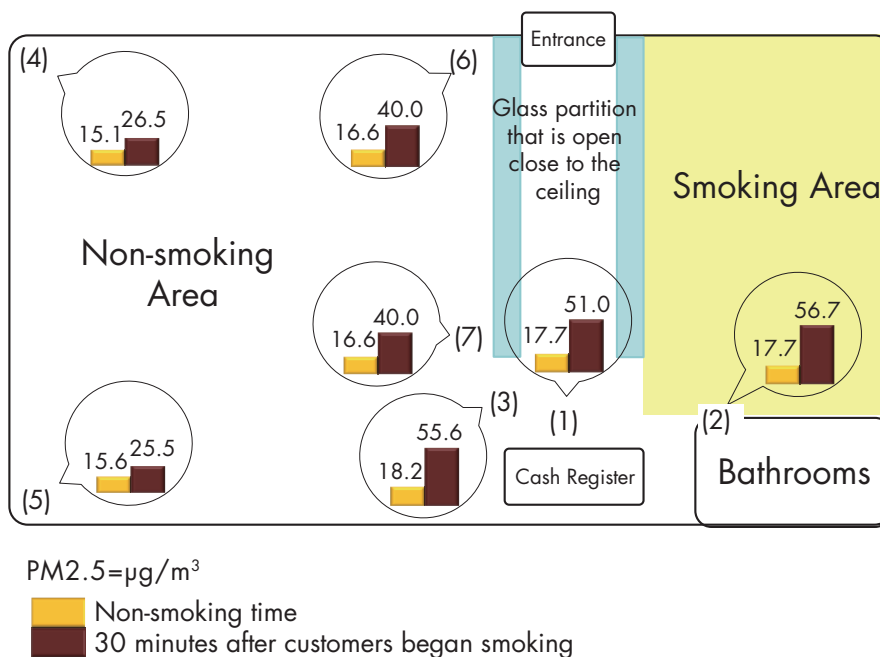 Entrance
(4)
15.1
26.5
(6)
16.6
40.0
Glass partition
that is open
close to the
ceiling
Smoking Area
Non-smoking
Area
16.6
40.0
(7)
17.7
51.0
(1)
17.7
56.7
(2)
15.6
25.5
(5)
18.2
55.6
(3)
Cash Register
Bathrooms
PM2.5=µg/m³
Non-smoking time
30 minutes after customers began smoking